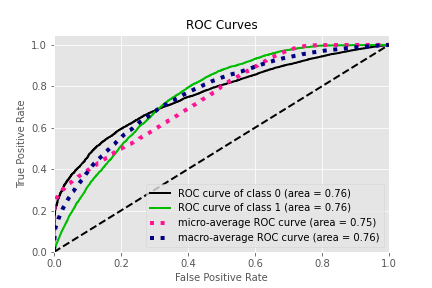 ROC Curves
1.0
0.8
0.6
0.4
0.2
0.0
True Positive Rate
ROC curve of class 0 (area = 0.76)
ROC curve of class 1 (area = 0.76)
micro-average ROC curve (area = 0.75)
macro-average ROC curve (area = 0.76)
0.0 0.2 0.4 0.6 0.8 1.0
False Positive Rate